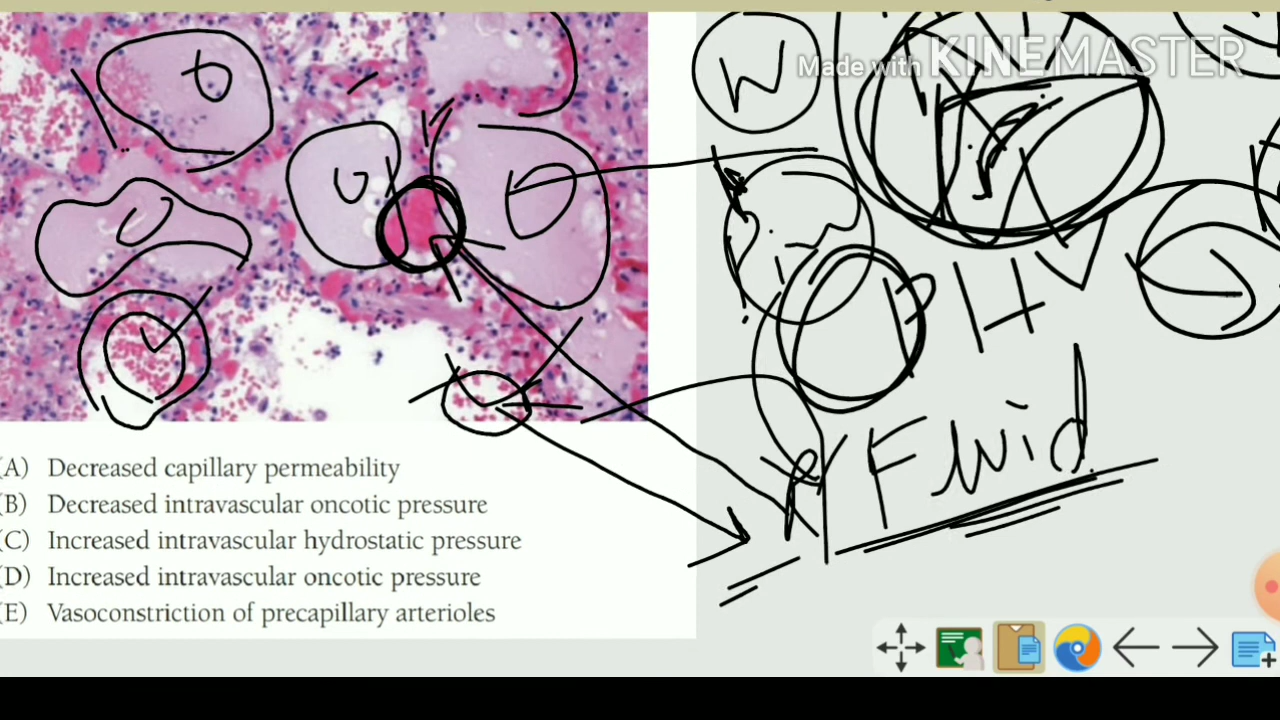 Made with KINEMASTER
W
H
Fluid
(A) Decreased capillary permeability
(B) Decreased intravascular oncotic pressure
(C) Increased intravascular hydrostatic pressure
(D) Increased intravascular oncotic pressure
(E) Vasoconstriction of precapillary arterioles